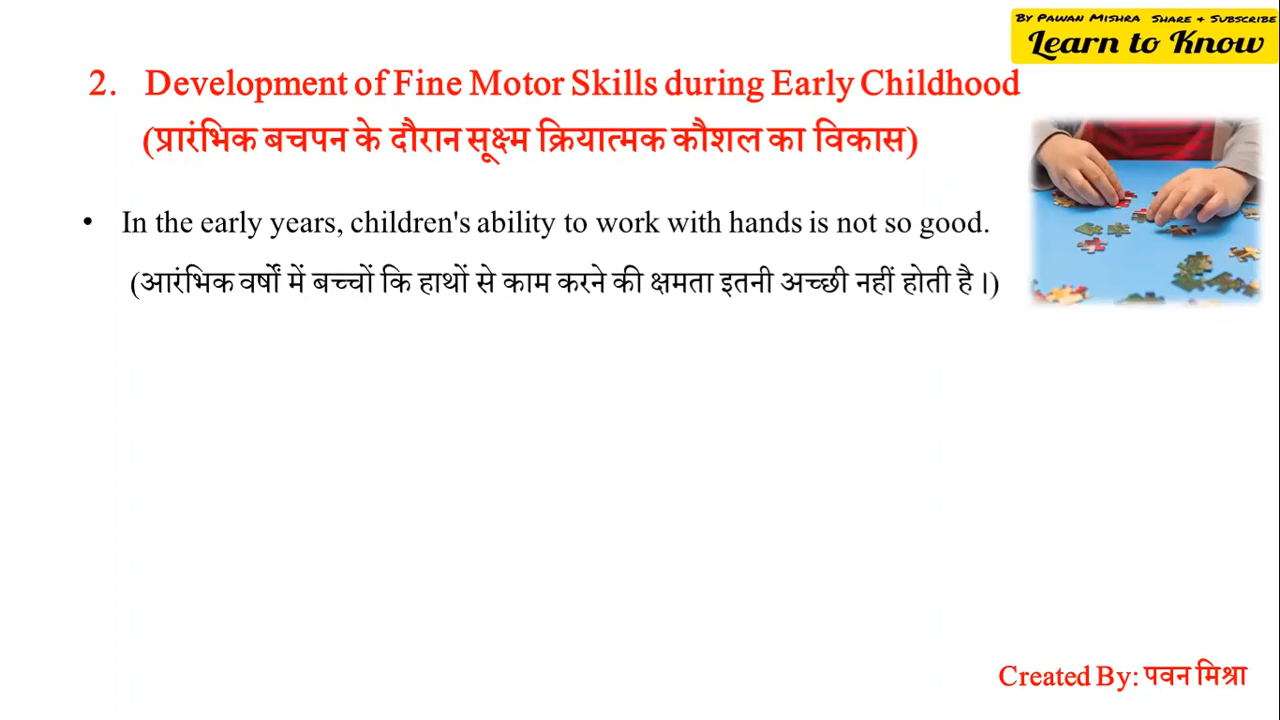 By Pawan Mishra Share & Subscribe
Learn to Know
2. Development of Fine Motor Skills during Early Childhood
(प्रारंभिक बचपन के दौरान सूक्ष्म क्रियात्मक कौशल का विकास)
• In the early years, children's ability to work with hands is not so good.
(आरंभिक वर्षों में बच्चों कि हाथों से काम करने की क्षमता इतनी अच्छी नहीं होती है।)
Created By: पवन मिश्रा